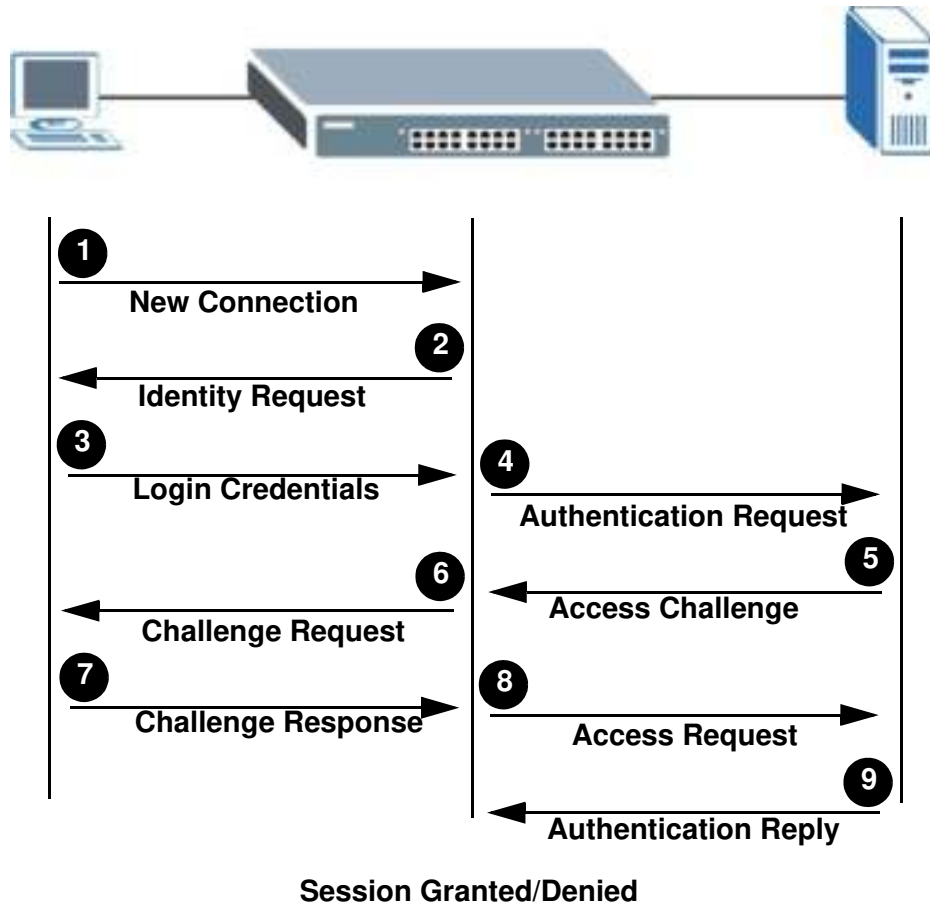 1
New Connection
2
Identity Request
3
Login Credentials
4
Authentication Request
5
Access Challenge
6
Challenge Request
7
Challenge Response
8
Access Request
9
Authentication Reply
Session Granted/Denied